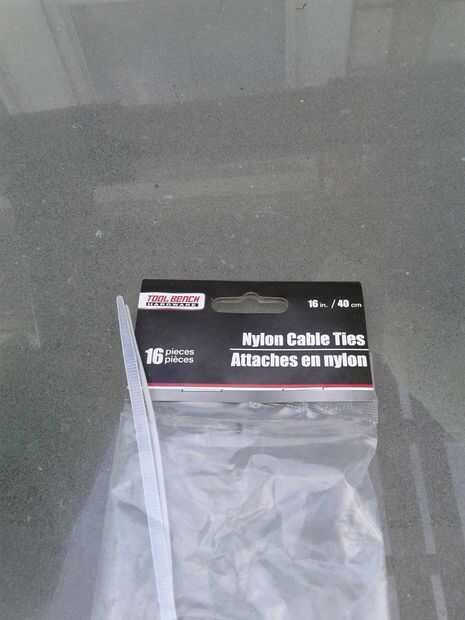 TOOL BENCH
HARDWARE
16 in. / 40 cm
Nylon Cable Ties
16 pieces
pièces
Attaches en nylon